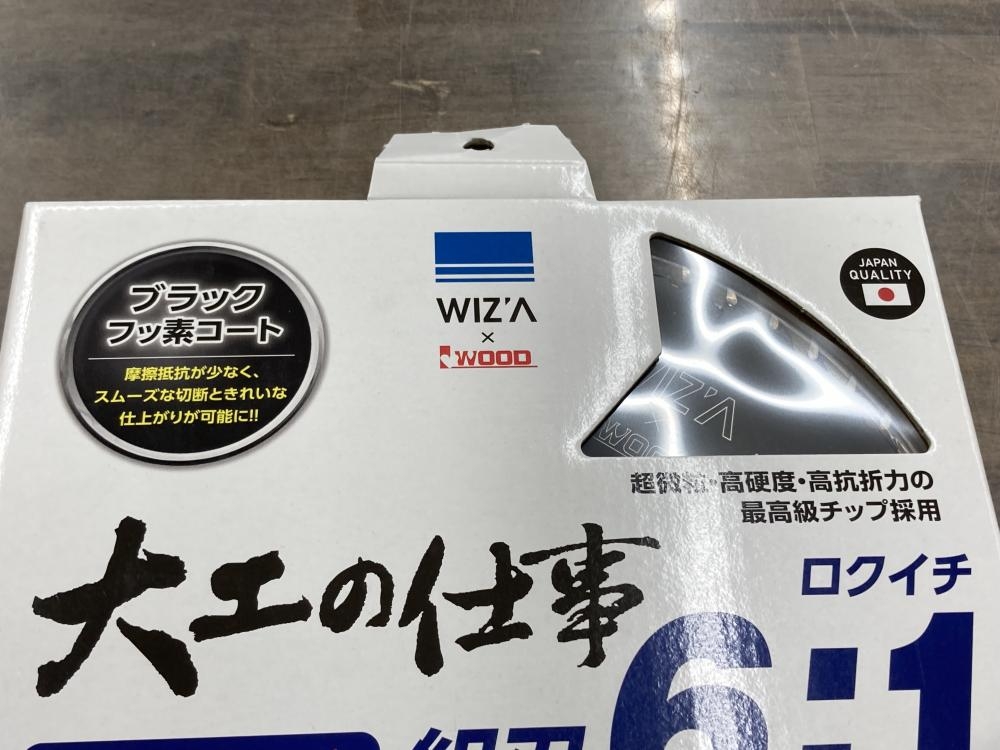 ブラック
フッ素コート
摩擦抵抗が少なく、
スムーズな切断ときれいな
仕上がりが可能に!!
WIZ'A
×
WOOD
JAPAN
QUALITY
WIZ'A
×
超微粒・高硬度・高抗折力の
最高級チップ採用
大工の仕事
ロクイチ
6:1
組刃